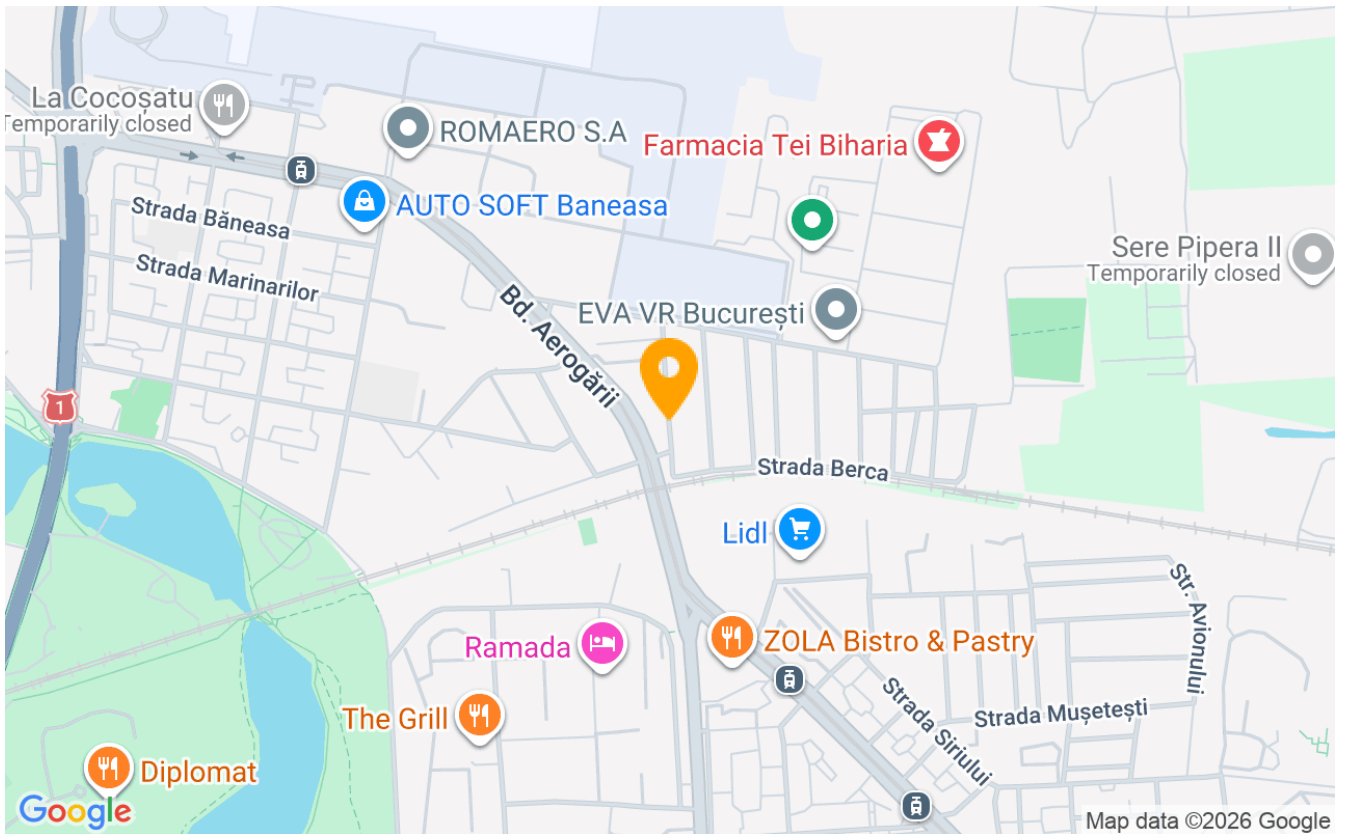 La Cocoșatu
Temporarily closed
ROMAERO S.A
Farmacia Tei Biharia
AUTO SOFT Baneasa
Strada Băneasa
Strada Marinarilor
Sere Pipera II
Temporarily closed
EVA VR București
Bd. Aerogării
1
Strada Berca
Lidl
Str. Avionului
Ramada
ZOLA Bistro & Pastry
The Grill
Strada Siriului
Strada Mușetești
Diplomat
Google
Map data ©2026 Google